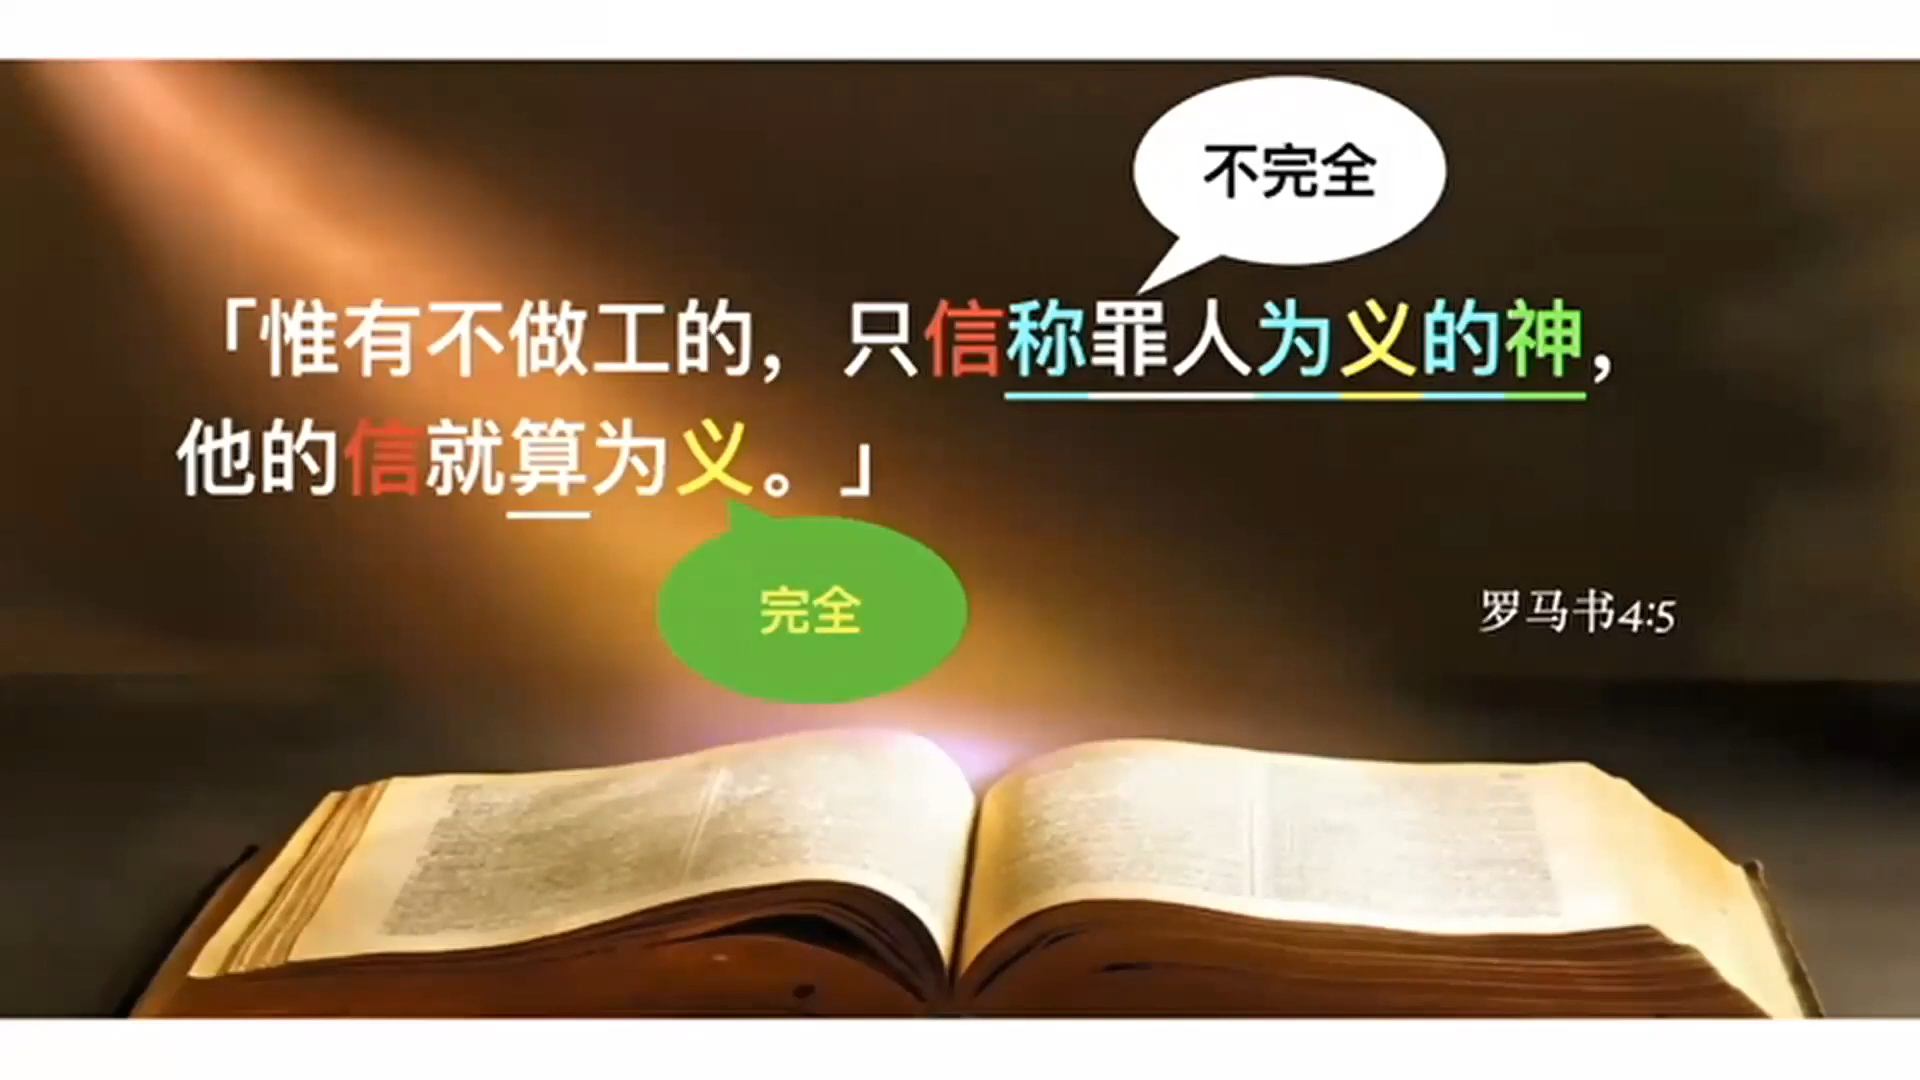 不完全
「惟有不做工的，只信称罪人为义的神，
他的信就算为义。」
完全
罗马书4:5